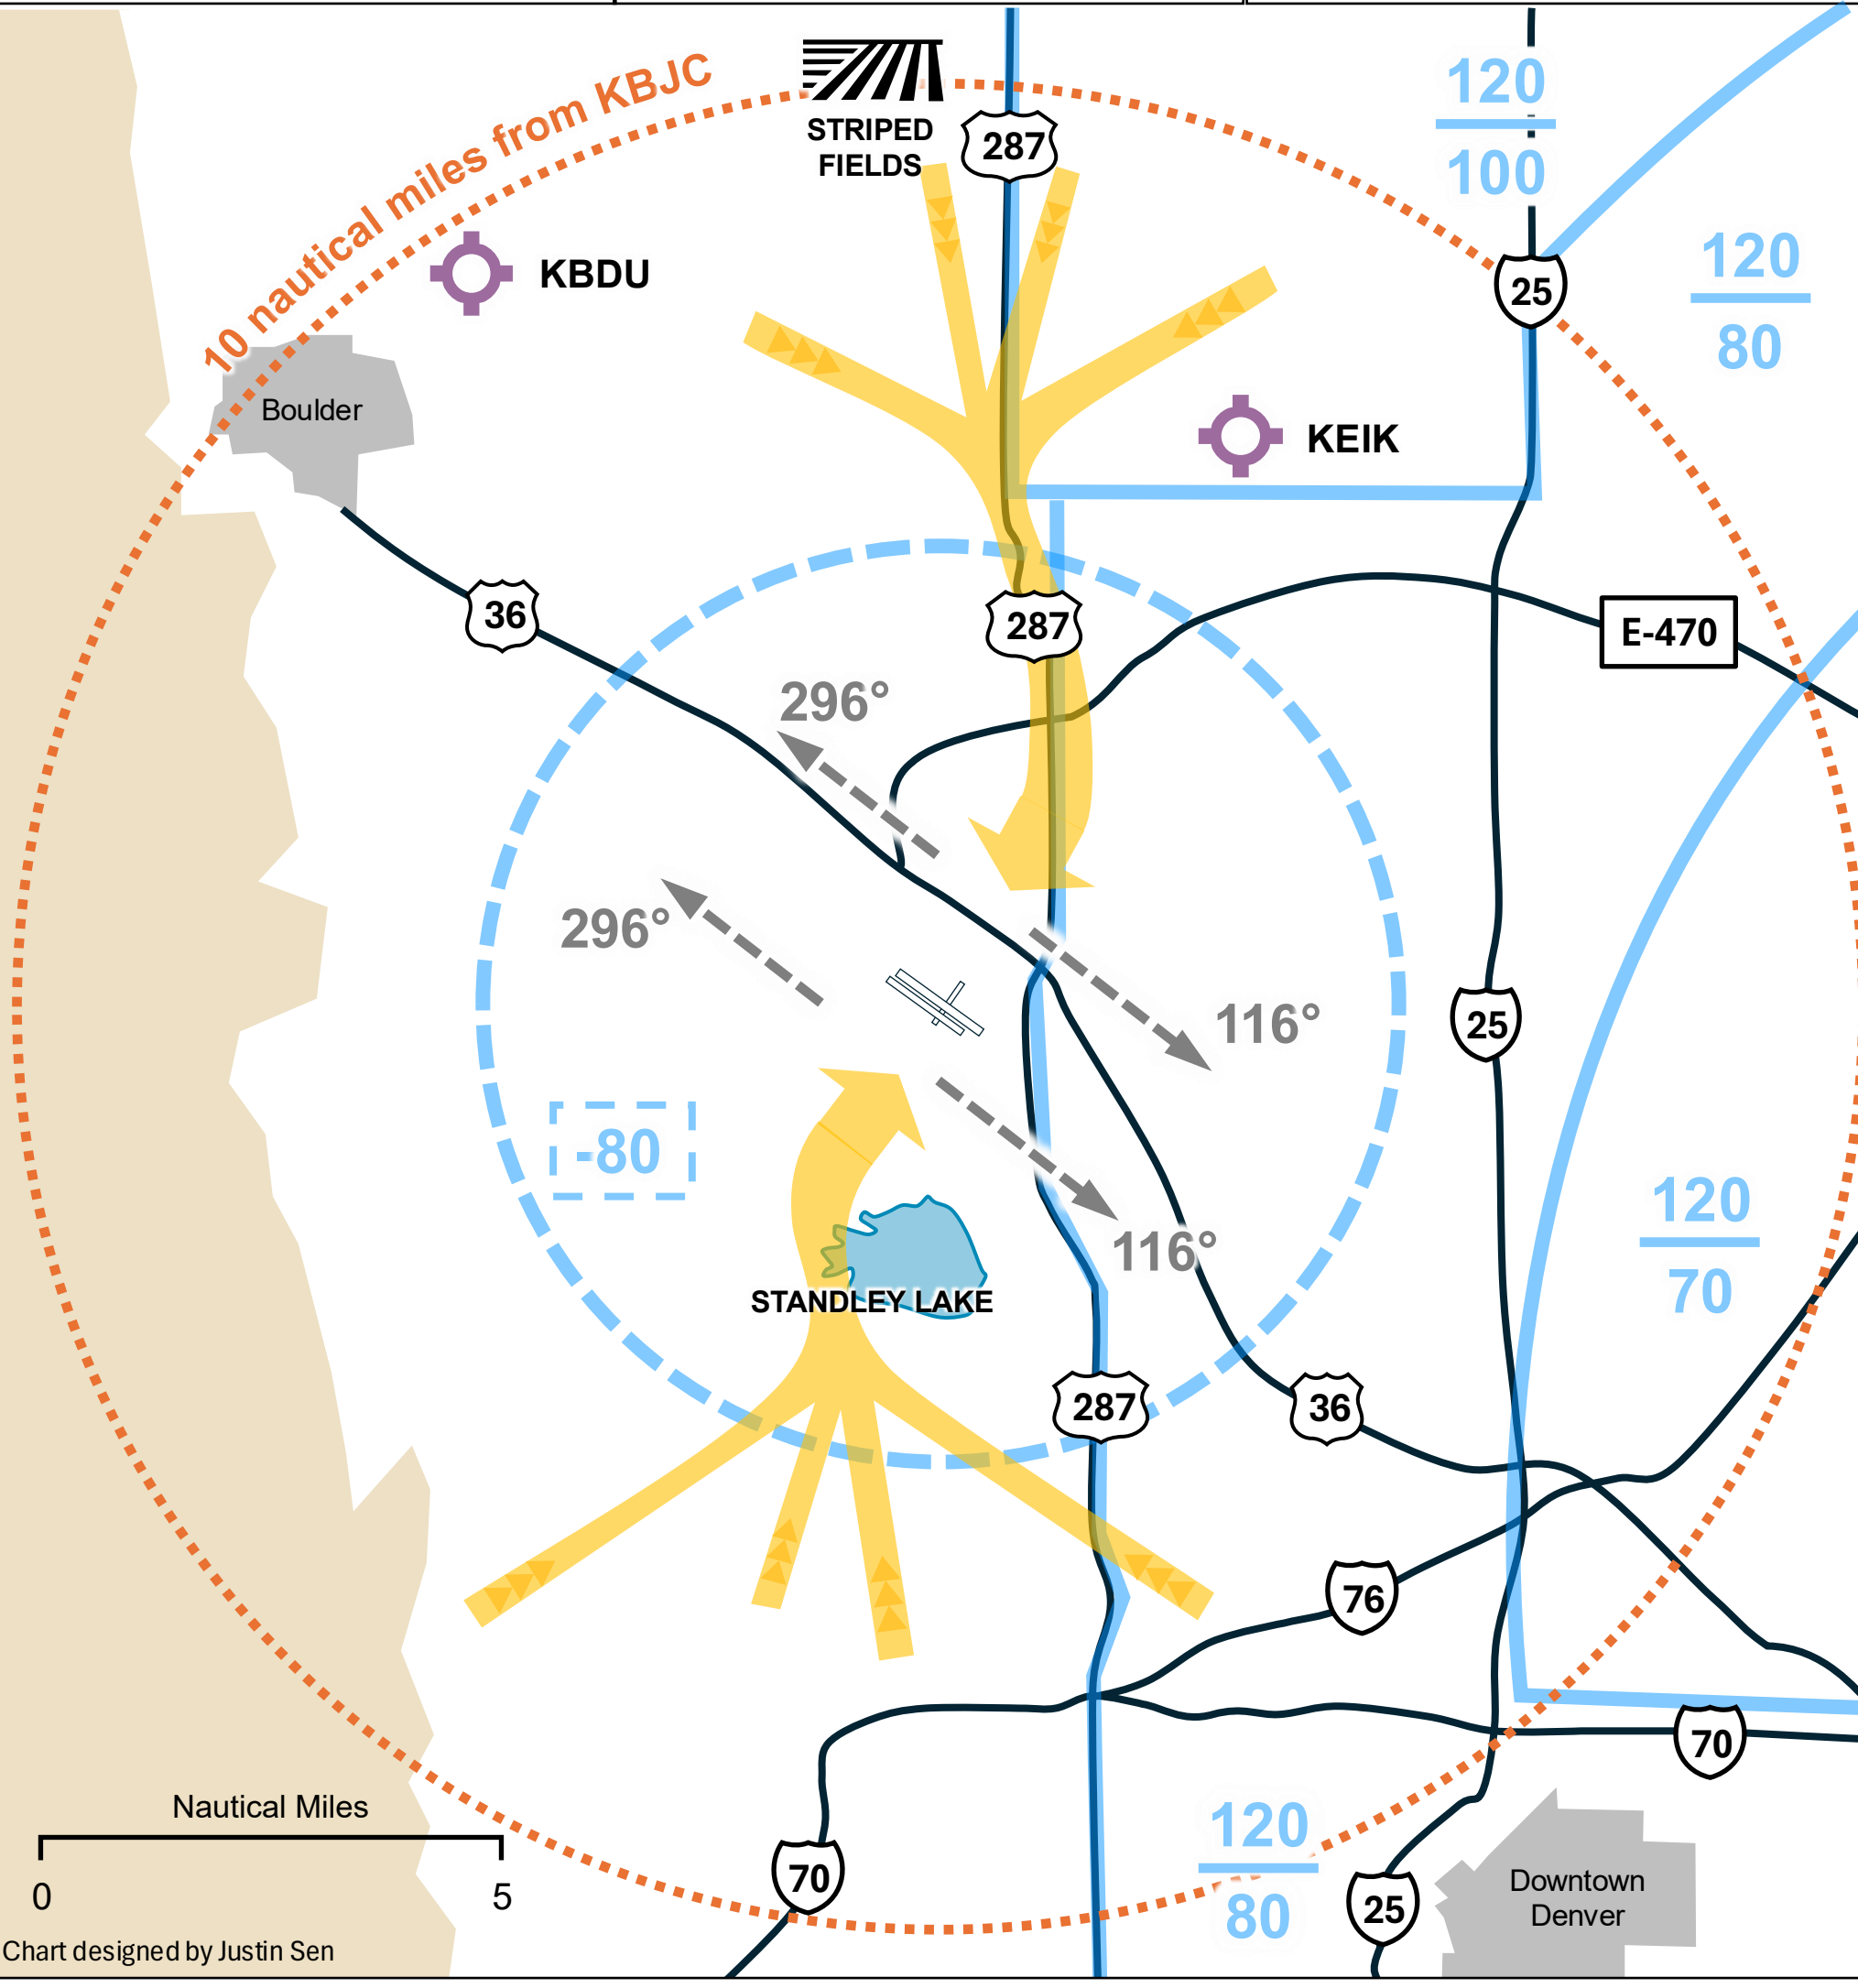 10 nautical miles from KBJC
STRIPED
FIELDS
287
120
100
25
120
80
KBDU
KEIK
Boulder
36
287
E-470
296°
296°
116°
25
-80
116°
120
70
STANDLEY LAKE
287
36
76
70
Nautical Miles
0 5
70
120
80
25
Downtown
Denver
Chart designed by Justin Sen